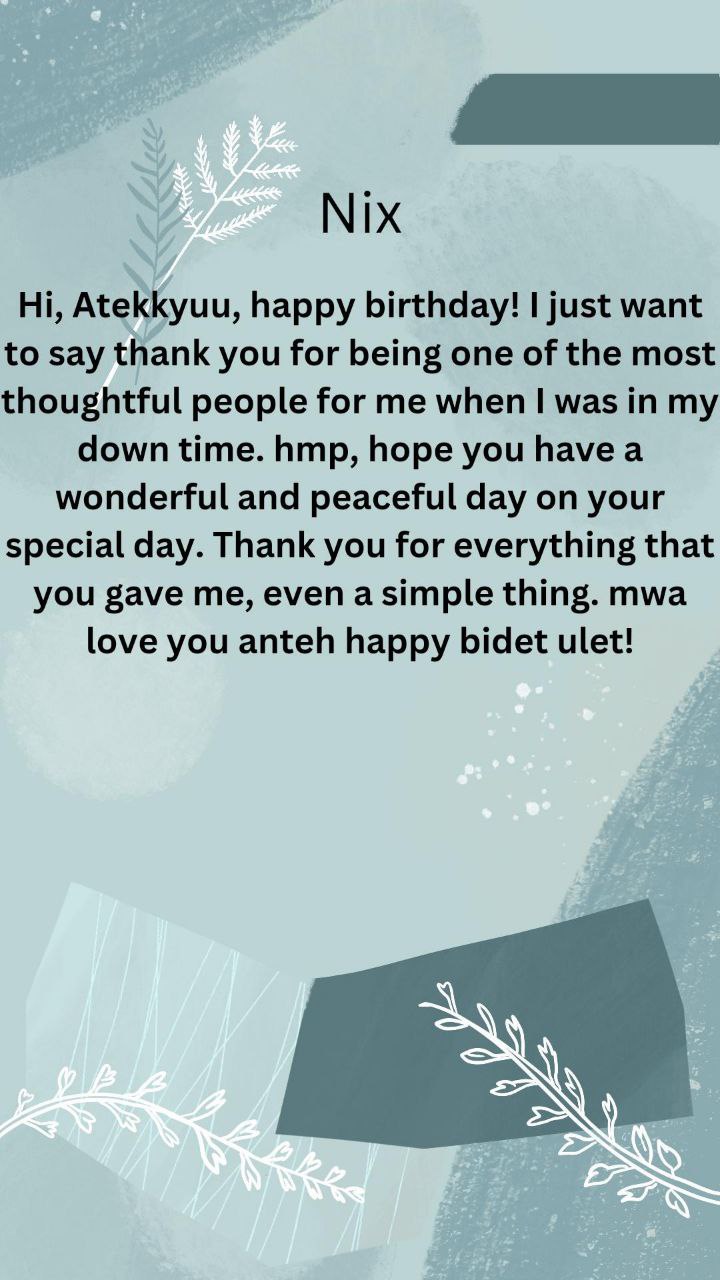 Nix
Hi, Atekkyuu, happy birthday! I just want
to say thank you for being one of the most
thoughtful people for me when I was in my
down time. hmp, hope you have a
wonderful and peaceful day on your
special day. Thank you for everything that
you gave me, even a simple thing. mwa
love you anteh happy bidet ulet!